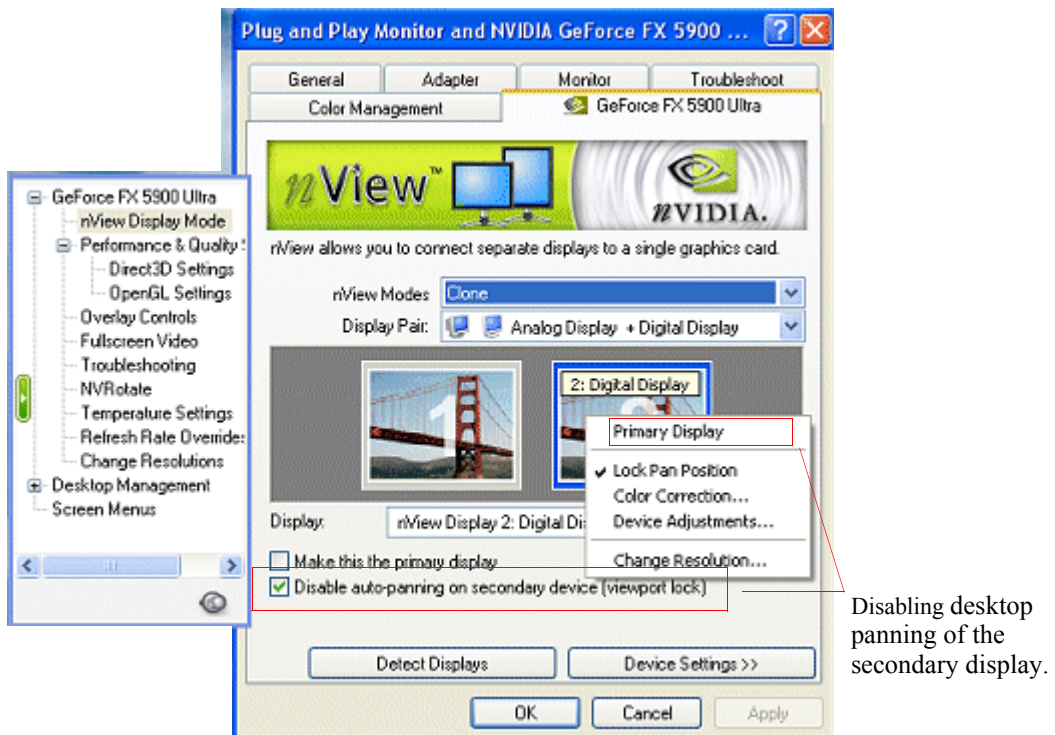 Plug and Play Monitor and NVIDIA GeForce FX 5900 ...
General Adapter Monitor Troubleshoot
Color Management GeForce FX 5900 Ultra
nView™
nVIDIA.
nView allows you to connect separate displays to a single graphics card.
nView Modes Clone
Display Pair: Analog Display + Digital Display
1
2: Digital Display
Primary Display
Lock Pan Position
Color Correction...
Device Adjustments...
Change Resolution...
Display: nView Display 2: Digital Di
Make this the primary display
Disable auto-panning on secondary device (viewport lock)
Detect Displays Device Settings >>
OK Cancel Apply
GeForce FX 5900 Ultra
nView Display Mode
Performance & Quality
Direct3D Settings
OpenGL Settings
Overlay Controls
Fullscreen Video
Troubleshooting
NVRotate
Temperature Settings
Refresh Rate Overrides
Change Resolutions
Desktop Management
Screen Menus
Disabling desktop
panning of the
secondary display.